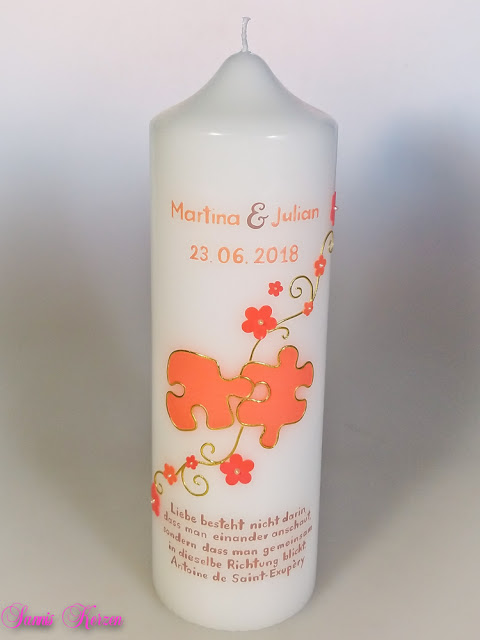 Martina & Julian
23.06.2018
Liebe besteht nicht darin,
dass man einander anschaut,
sondern dass man gemeinsam
in dieselbe Richtung blickt
Antoine de Saint-Exupéry
Sannis Kerzen